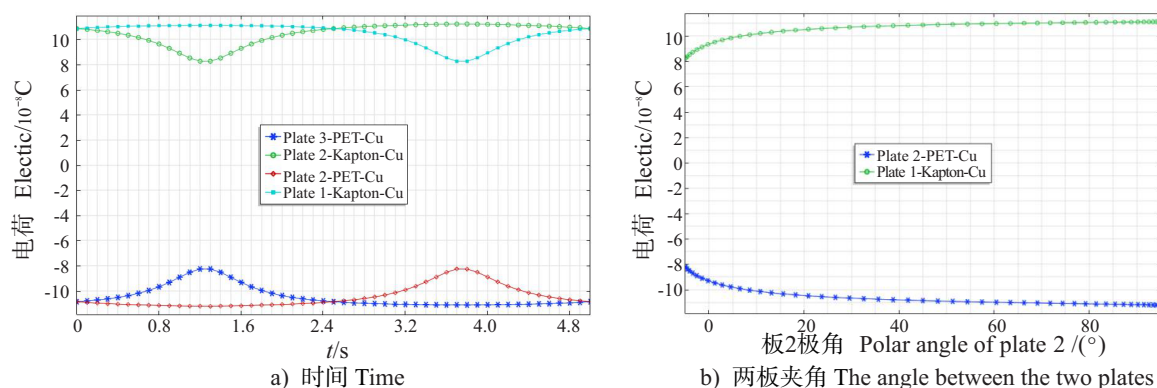 电荷 Electic/10⁻⁸C
10
8
6
4
2
0
-2
-4
-6
-8
-10
Plate 3-PET-Cu
Plate 2-Kapton-Cu
Plate 2-PET-Cu
Plate 1-Kapton-Cu
0 0.8 1.6 2.4 3.2 4.0 4.8
t/s
a) 时间 Time
电荷 Electic/10⁻⁸C
10
8
6
4
2
0
-2
-4
-6
-8
-10
Plate 2-PET-Cu
Plate 1-Kapton-Cu
0 20 40 60 80
板2极角 Polar angle of plate 2 /(°)
b) 两板夹角 The angle between the two plates